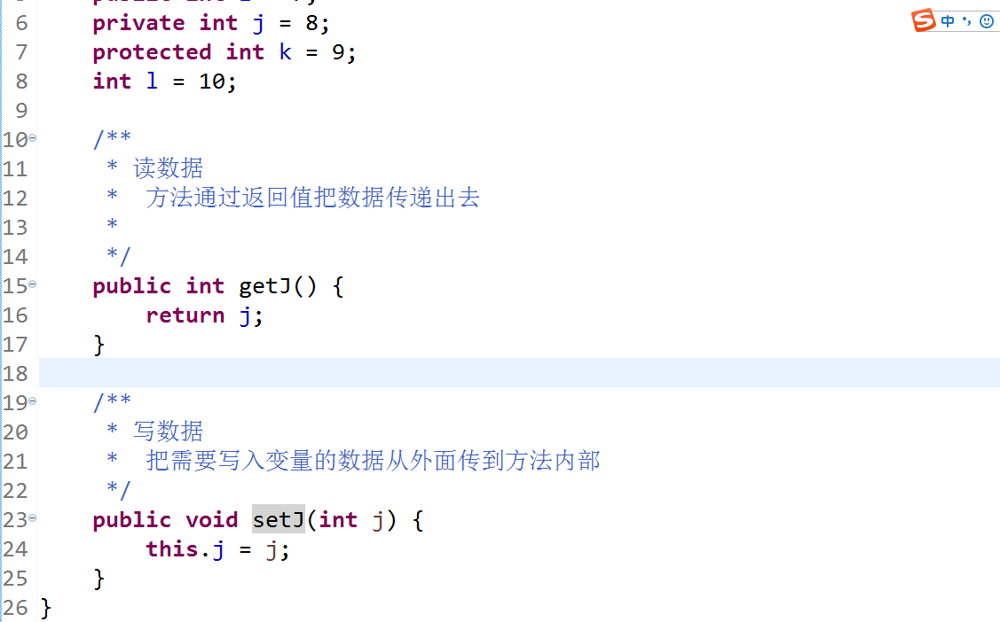 6 private int j = 8;
7 protected int k = 9;
8 int l = 10;
9
10 /**
11 * 读数据
12 * 方法通过返回值把数据传递出去
13 *
14 */
15 public int getJ() {
16 return j;
17 }
18
19 /**
20 * 写数据
21 * 把需要写入变量的数据从外面传到方法内部
22 */
23 public void setJ(int j) {
24 this.j = j;
25 }
26 }
S 中